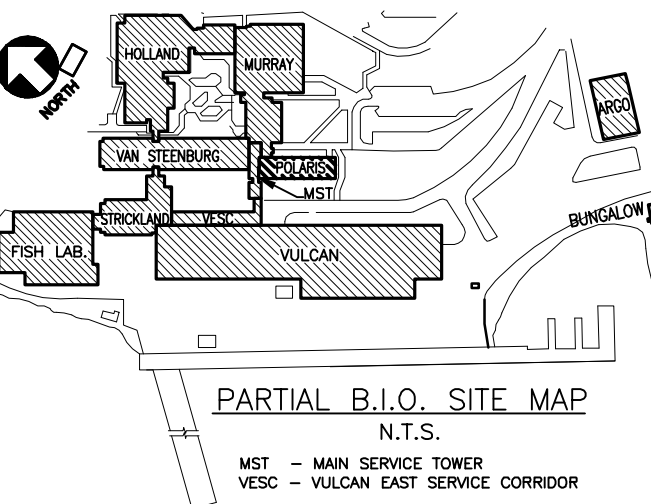 HOLLAND
MURRAY
NORTH
ARGO
VAN STEENBURG
POLARIS
MST
BUNGALOW
STRICKLAND
VESC
FISH LAB.
VULCAN
PARTIAL B.I.O. SITE MAP
N.T.S.
MST – MAIN SERVICE TOWER
VESC – VULCAN EAST SERVICE CORRIDOR